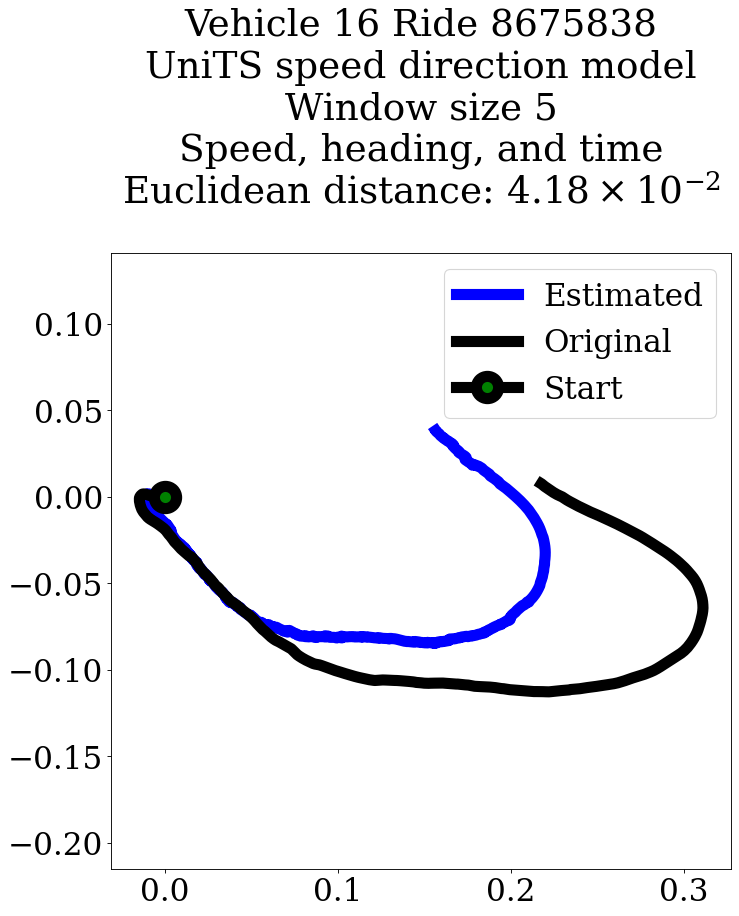 Vehicle 16 Ride 8675838
UniTS speed direction model
Window size 5
Speed, heading, and time
Euclidean distance: 4.18 × 10⁻²
Estimated
Original
Start
0.10
0.05
0.00
−0.05
−0.10
−0.15
−0.20
0.0 0.1 0.2 0.3